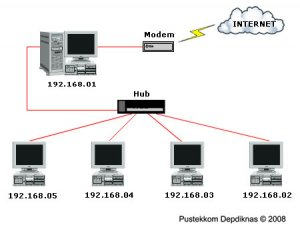 INTERNET
Modem
192.168.01
Hub
192.168.05
192.168.04
192.168.03
192.168.02
Pustekkom Depdiknas © 2008